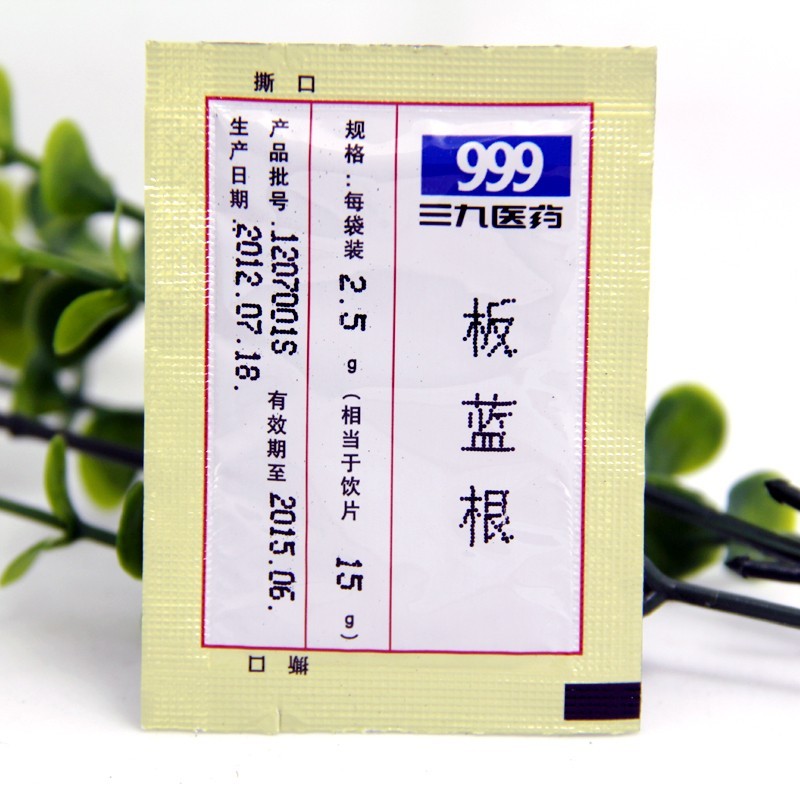 撕 口
999
三九医药
板蓝根
规格：每袋装 2.5 g（相当于饮片 15 g）
产品批号：1207001S 有效期至 2015.06.
生产日期：2012.07.18.
撕 口